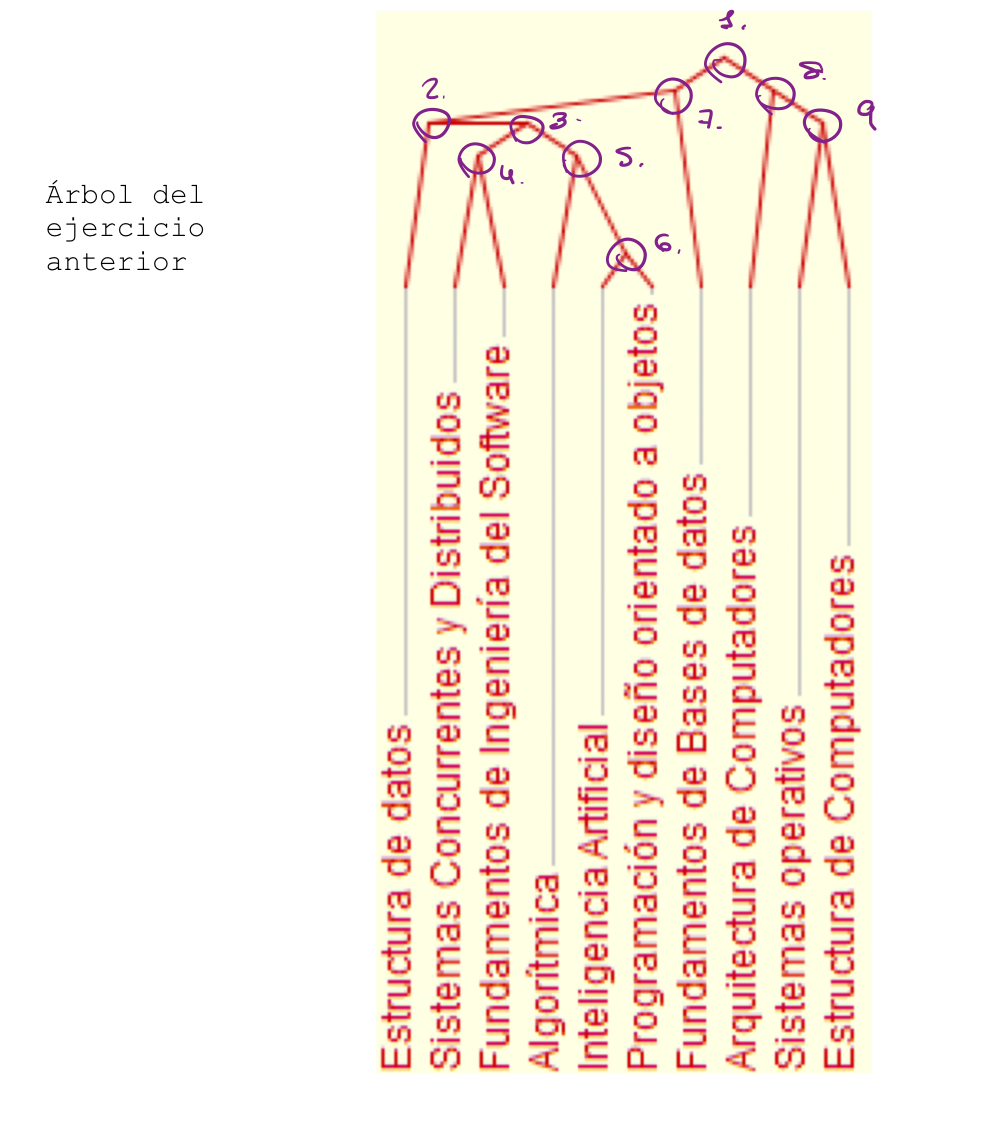 1.
8.
2.
9
3.
7.
5.
4.
Árbol del
ejercicio
anterior
6.
Estructura de datos
Sistemas Concurrentes y Distribuidos
Fundamentos de Ingeniería del Software
Algorítmica
Inteligencia Artificial
Programación y diseño orientado a objetos
Fundamentos de Bases de datos
Arquitectura de Computadores
Sistemas operativos
Estructura de Computadores